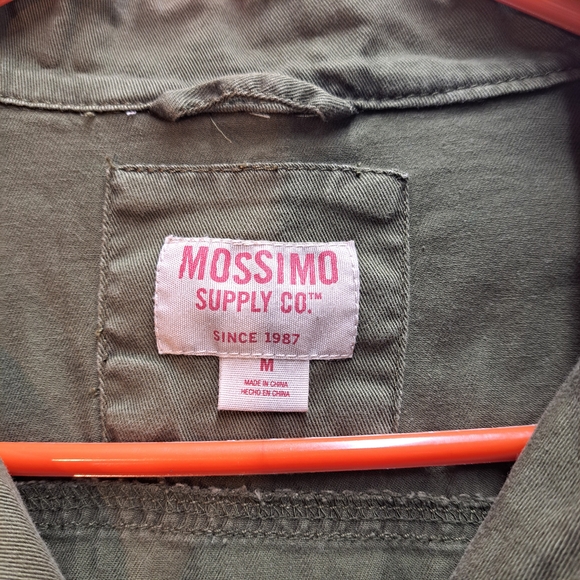 MOSSIMO
SUPPLY CO.™
SINCE 1987
M
MADE IN CHINA
HECHO EN CHINA